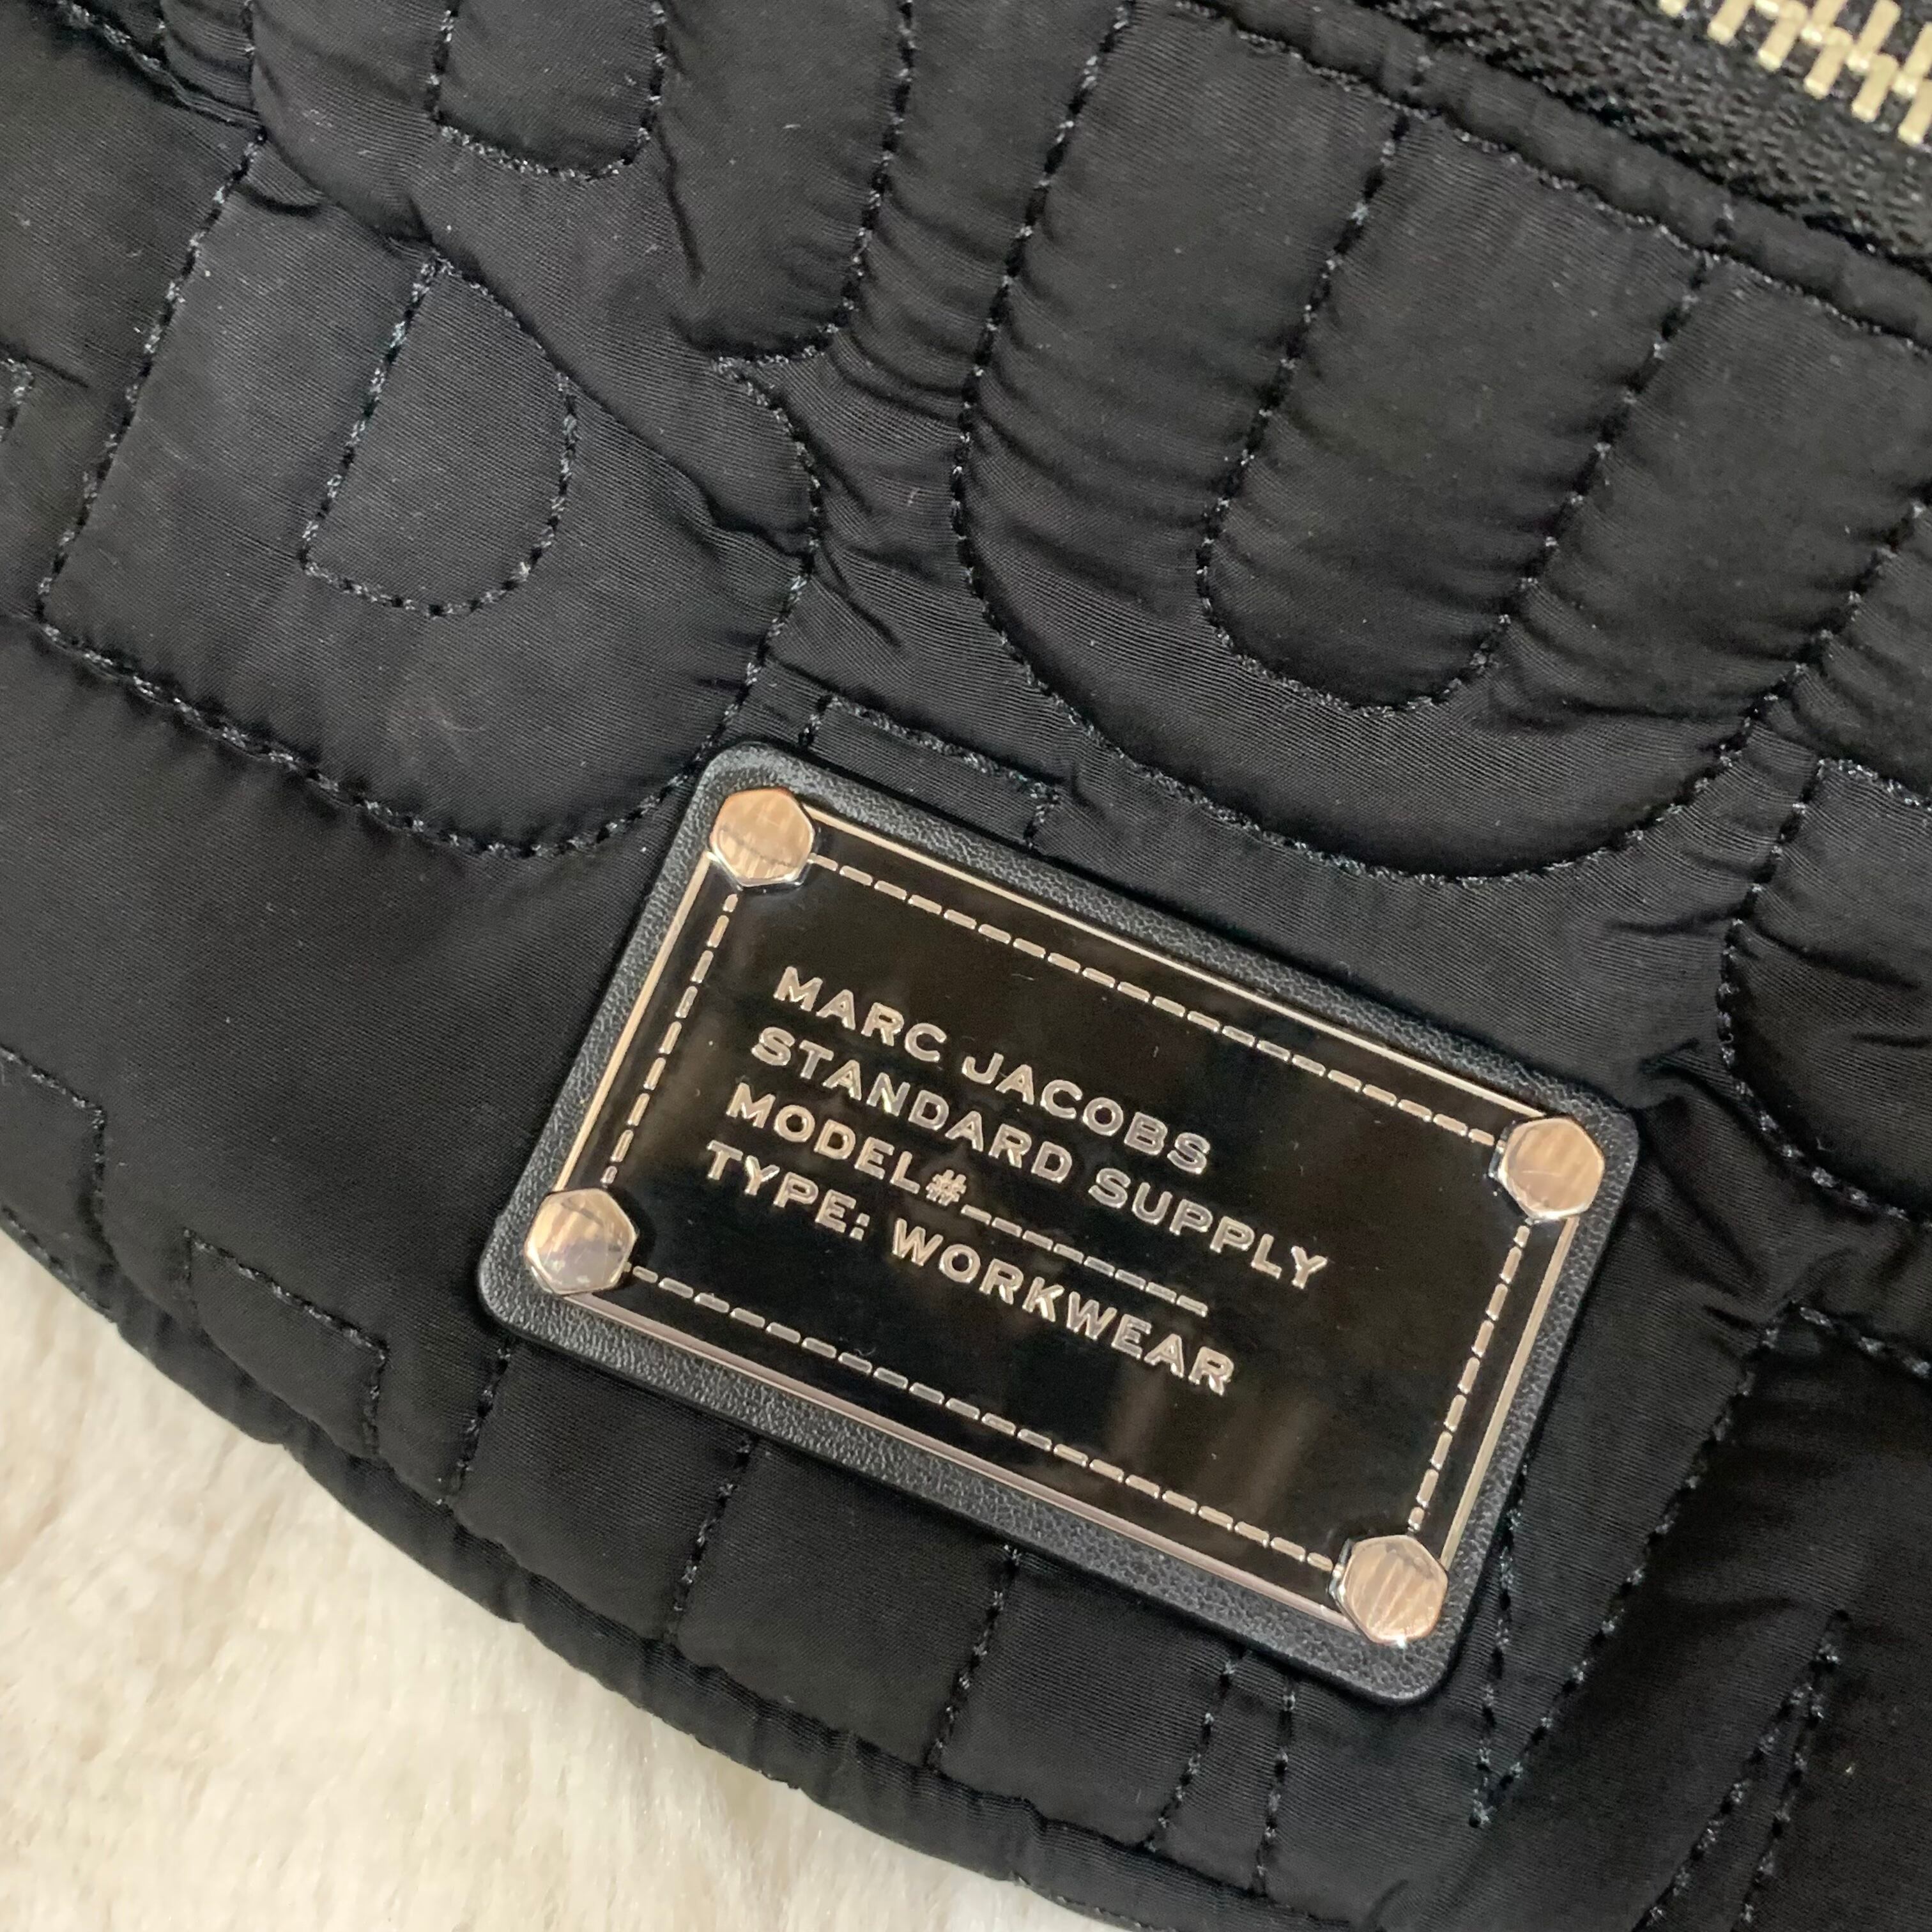 MARC JACOBS
STANDARD SUPPLY
MODEL#--------
TYPE: WORKWEAR